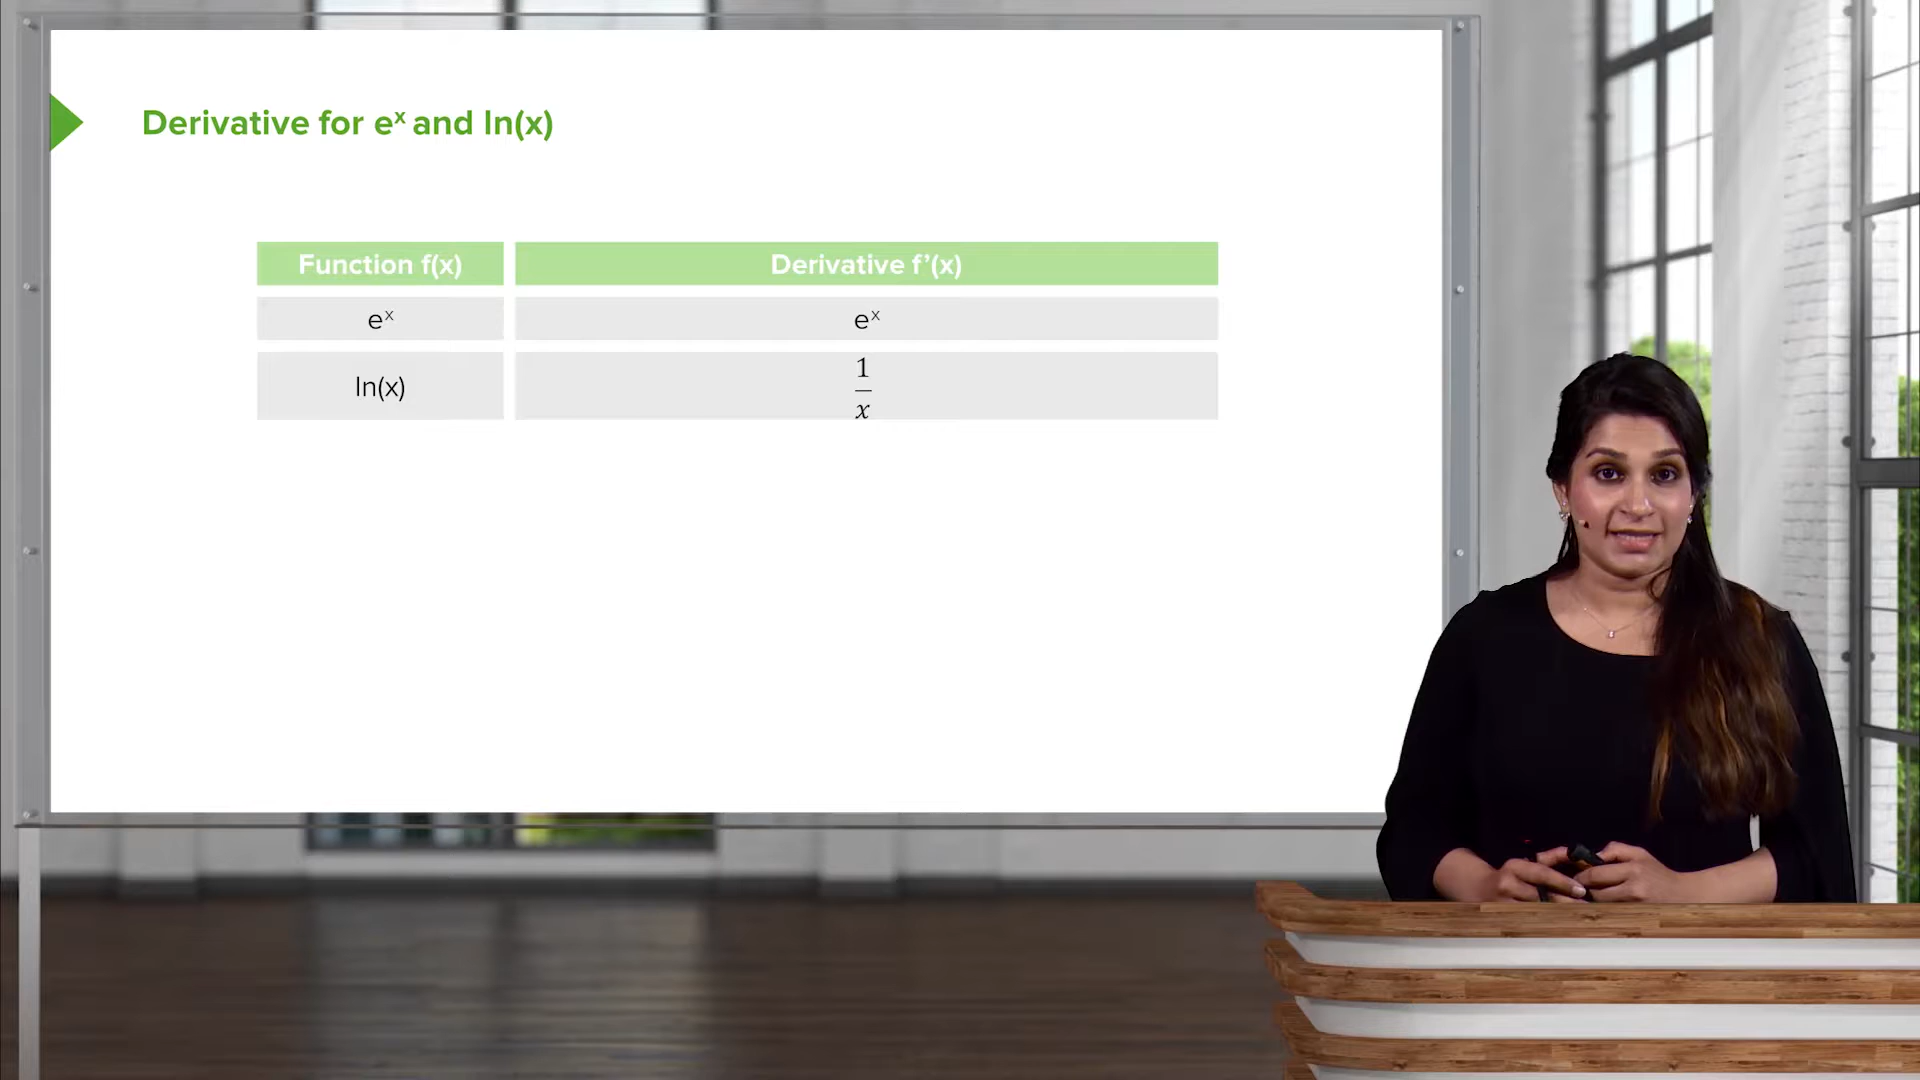 Derivative for eˣ and ln(x)
Function f(x) Derivative f’(x)
eˣ eˣ
ln(x) 1/x